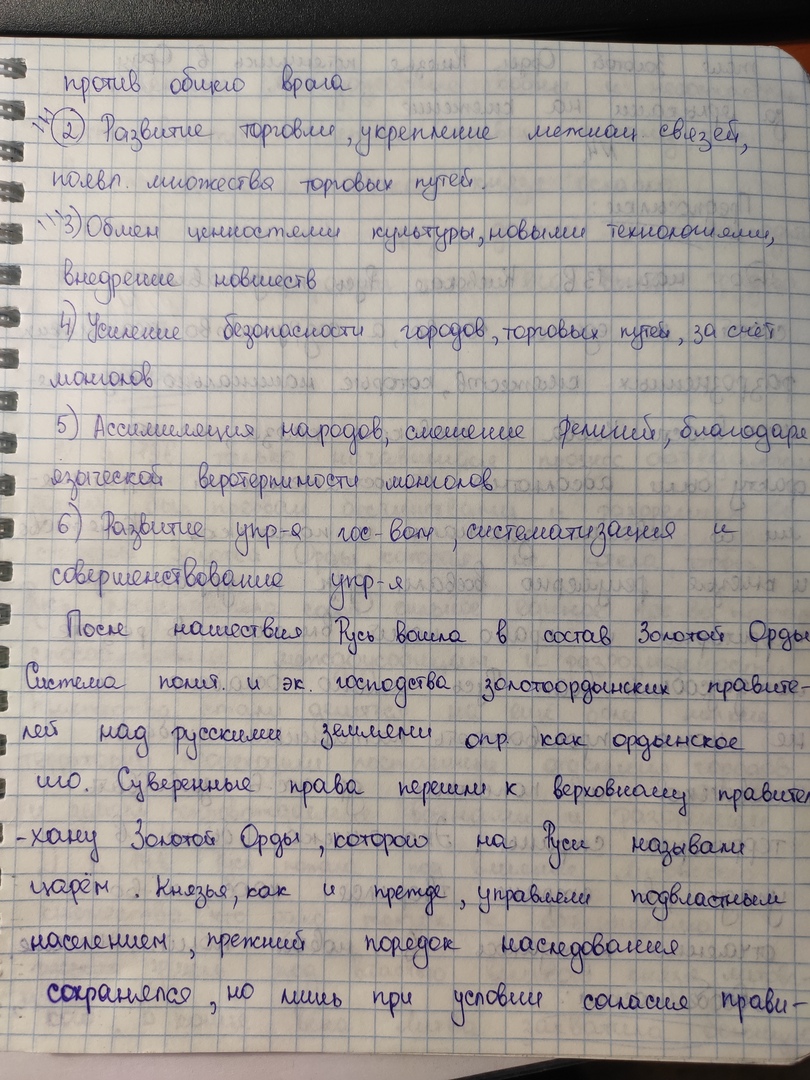 против общего врага
2) Развитие торговли, укрепление межнац связей,
появл. множества торговых путей.
3) Обмен ценностями культуры, новыми технологиями,
внедрение новшеств
4) Усиление безопасности городов, торговых путей, за счёт
монголов
5) Ассимиляция народов, смешение религий, благодаря
языческой веротерпимости монголов
6) Развитие упр-я гос-вом, систематизация и
совершенствование упр-я
После нашествия Русь вошла в состав Золотой Орды
Система полит. и эк. господства золотоордынских правите-
лей над русскими землями опр. как ордынское
иго. Суверенные права перешли к верховному правител
-хану Золотой Орды, которого на Руси называли
царём. Князья, как и прежде, управляли подвластным
населением, прежний порядок наследования
сохранялся, но лишь при условии согласия прави-